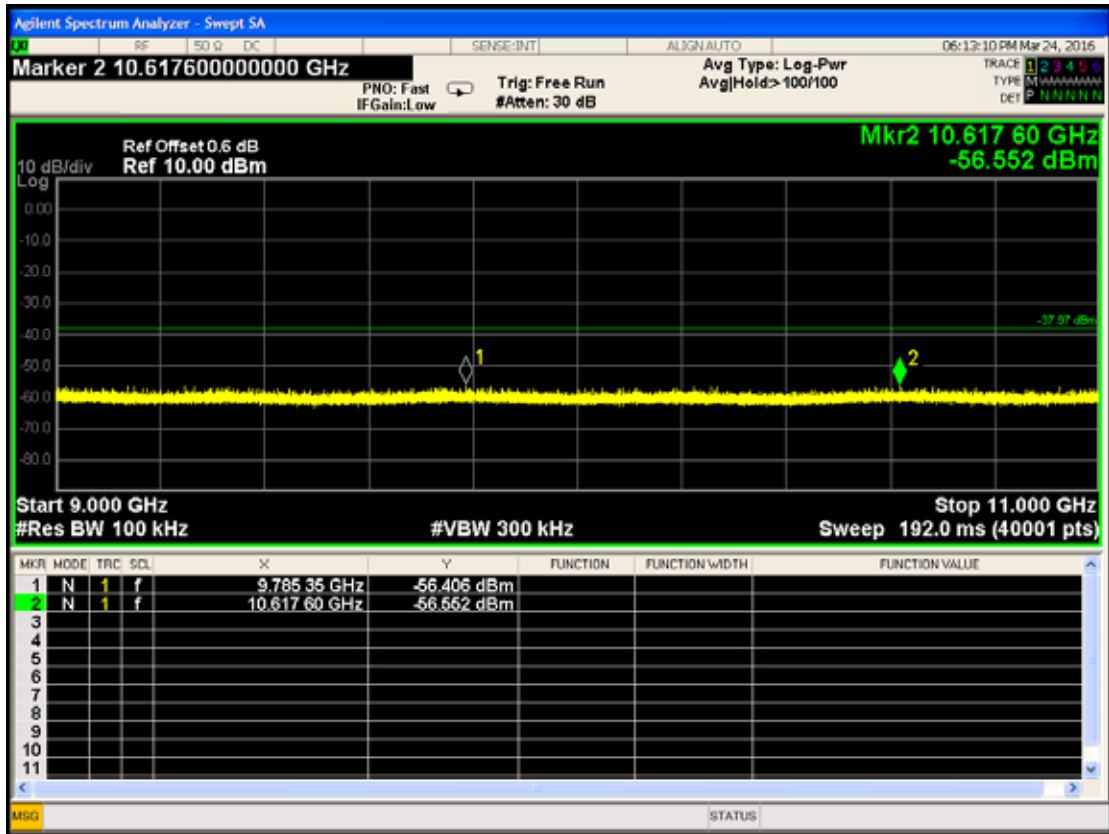 Agilent Spectrum Analyzer - Swept SA
LXI RF 50 Ω DC SENSE:INT ALIGN AUTO 06:13:10 PM Mar 24, 2016
Marker 2 10.617600000000 GHz
PNO: Fast
IFGain:Low
Trig: Free Run
#Atten: 30 dB
Avg Type: Log-Pwr
Avg|Hold:>100/100
TRACE 1 2 3 4 5 6
TYPE M WWWWW
DET P N N N N N
Mkr2 10.617 60 GHz
-56.552 dBm
10 dB/div
Log
Ref Offset 0.6 dB
Ref 10.00 dBm
0.00
-10.0
-20.0
-30.0
-37.97 dBm
-40.0
-50.0
1
2
-60.0
-70.0
-80.0
Start 9.000 GHz Stop 11.000 GHz
#Res BW 100 kHz #VBW 300 kHz Sweep 192.0 ms (40001 pts)
MKR MODE TRC SCL X Y FUNCTION FUNCTION WIDTH FUNCTION VALUE
1 N 1 f 9.785 35 GHz -56.406 dBm
2 N 1 f 10.617 60 GHz -56.552 dBm
3
4
5
6
7
8
9
10
11
MSG STATUS